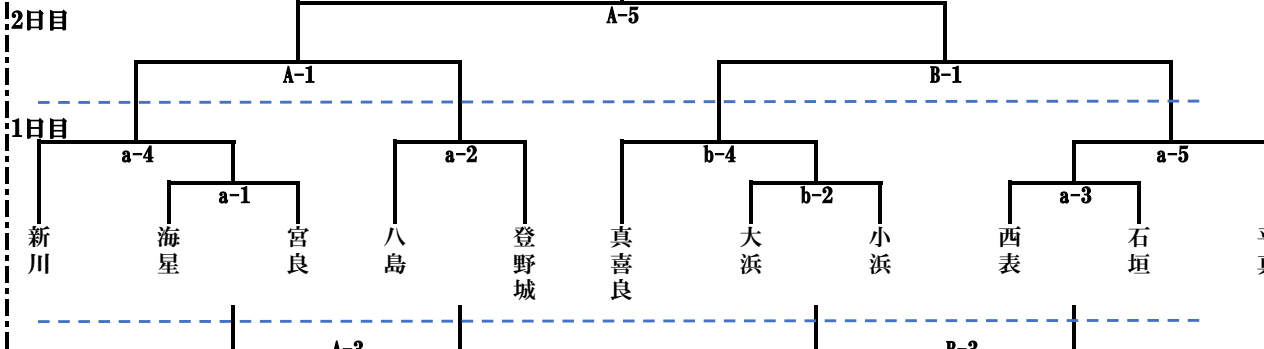 2日目
A-5
A-1
B-1
1日目
a-4
a-2
b-4
a-5
a-1
b-2
a-3
新川
海星
宮良
八島
登野城
真喜良
大浜
小浜
西表
石垣
A-3
B-3